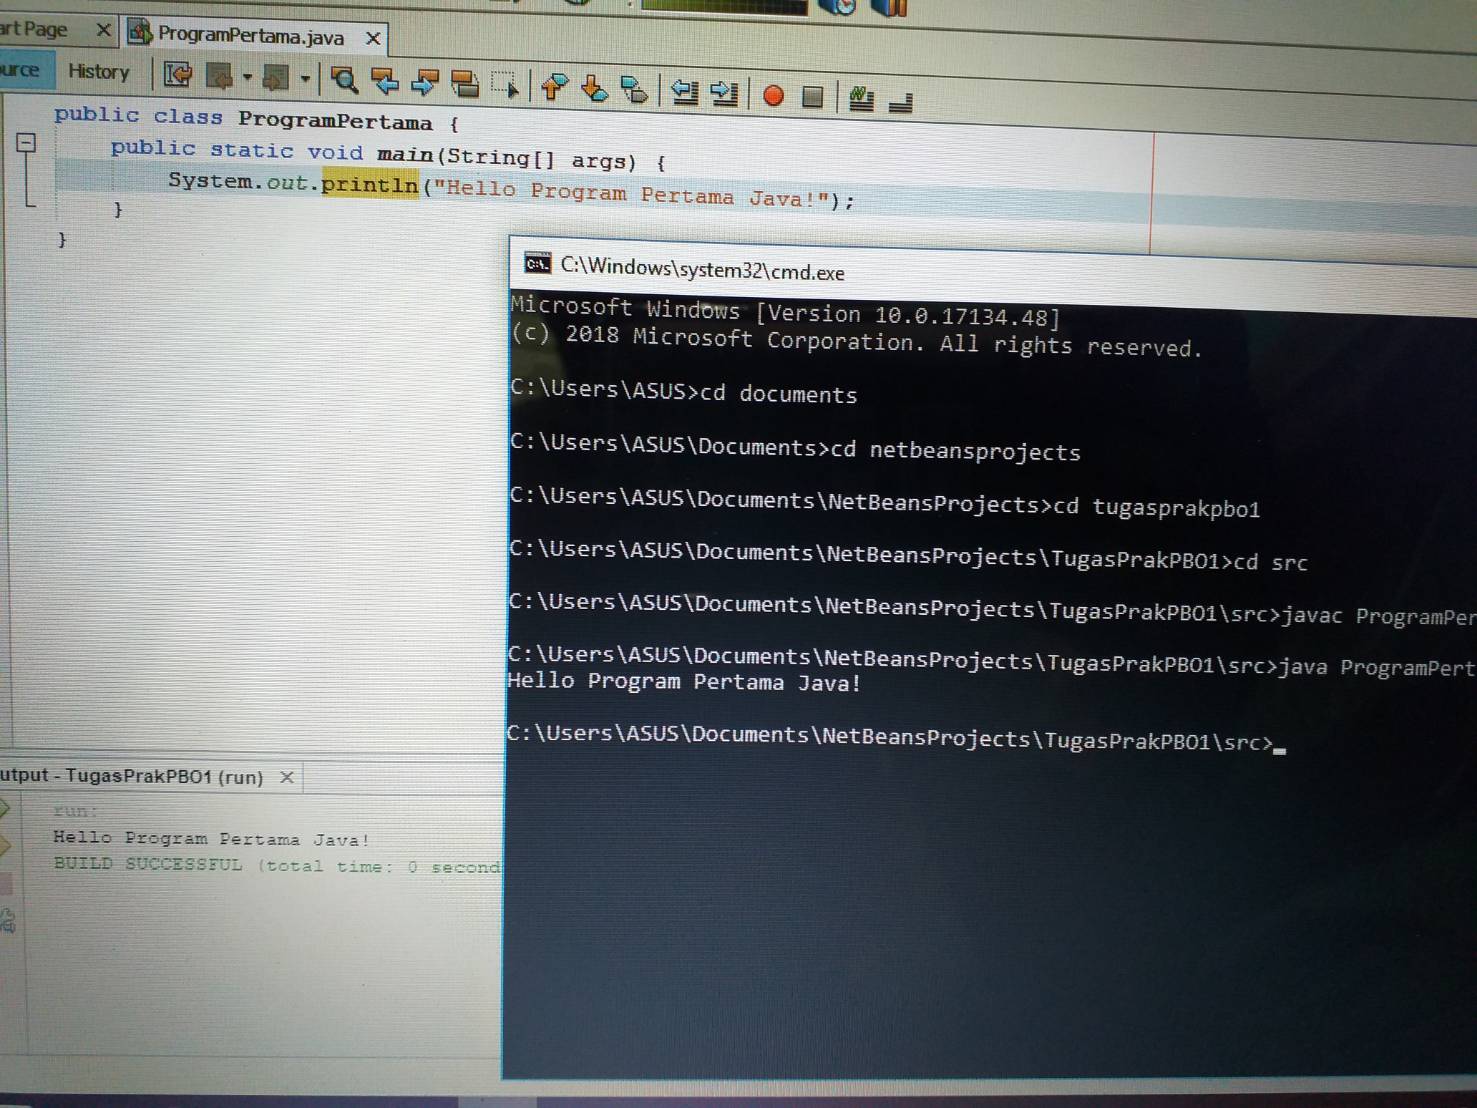 Page
ProgramPertama.java
History
public class ProgramPertama {
public static void main(String[] args) {
System.out.println("Hello Program Pertama Java!");
}
}
C:\Windows\system32\cmd.exe
Microsoft Windows [Version 10.0.17134.48]
(c) 2018 Microsoft Corporation. All rights reserved.
C:\Users\ASUS>cd documents
C:\Users\ASUS\Documents>cd netbeansprojects
C:\Users\ASUS\Documents\NetBeansProjects>cd tugasprakpbo1
C:\Users\ASUS\Documents\NetBeansProjects\TugasPrakPBO1>cd src
C:\Users\ASUS\Documents\NetBeansProjects\TugasPrakPBO1\src>javac ProgramPer
C:\Users\ASUS\Documents\NetBeansProjects\TugasPrakPBO1\src>java ProgramPert
Hello Program Pertama Java!
C:\Users\ASUS\Documents\NetBeansProjects\TugasPrakPBO1\src>
utput - TugasPrakPBO1 (run)
run:
Hello Program Pertama Java!
BUILD SUCCESSFUL (total time: 0 second